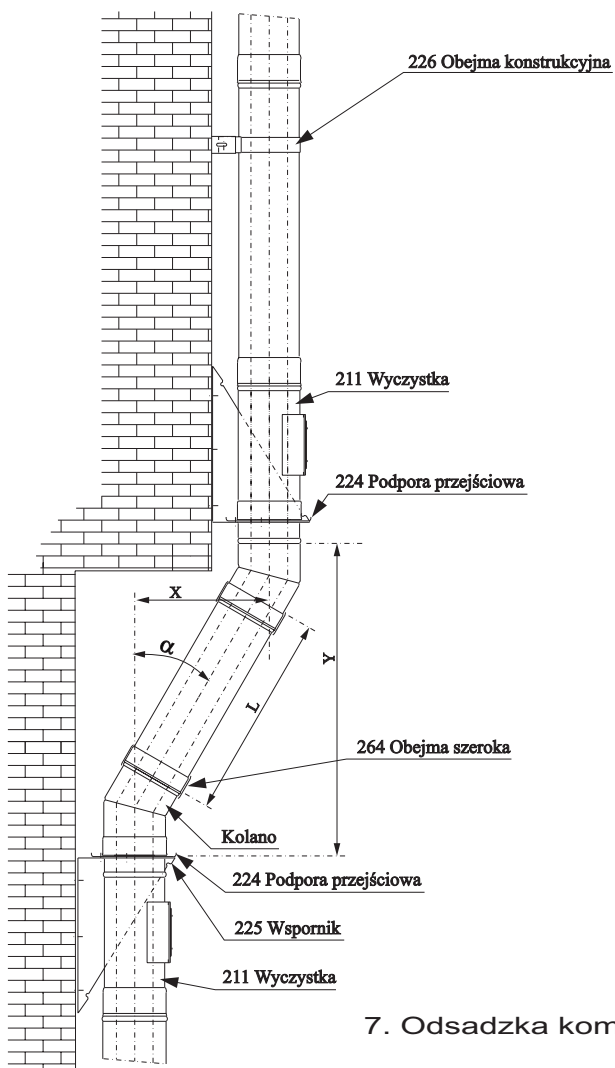 226 Obejma konstrukcyjna
211 Wyczystka
224 Podpora przejściowa
X
α
Y
L
264 Obejma szeroka
Kolano
224 Podpora przejściowa
225 Wspornik
211 Wyczystka
7. Odsadzka kom